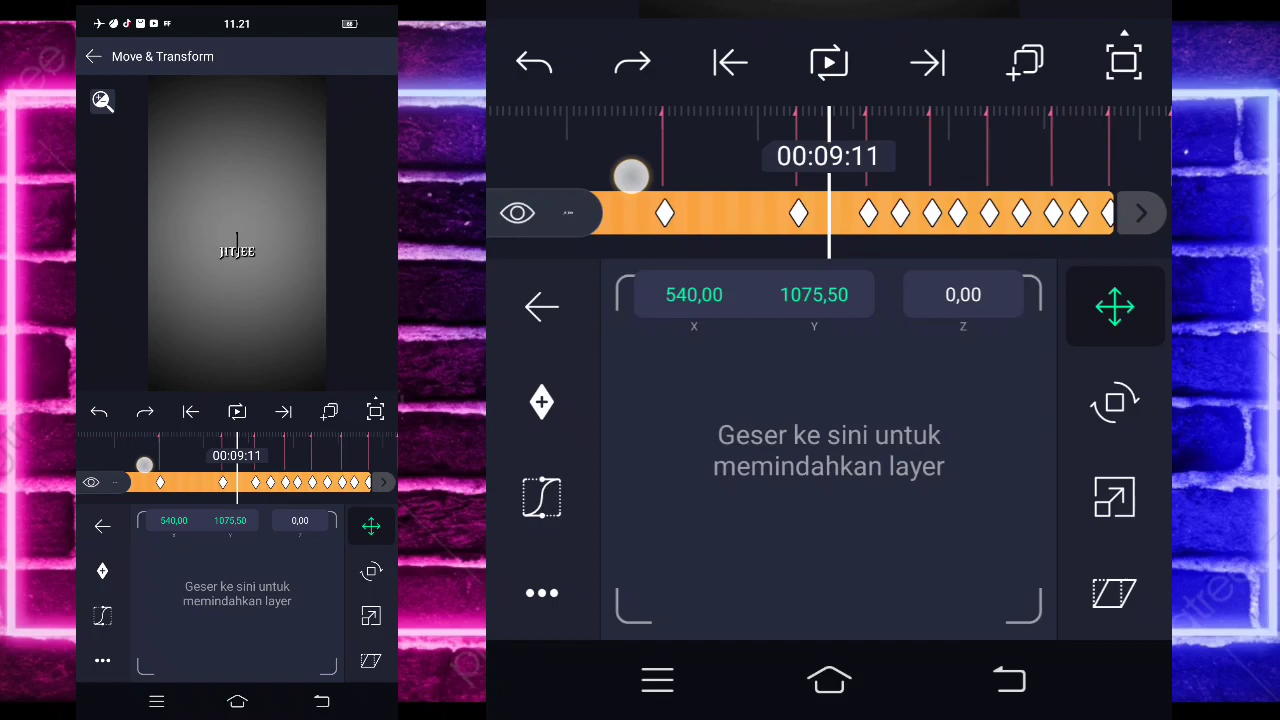 11.21
68
Move & Transform
JITJEE
00:09:11
540,00
1075,50
0,00
X
Y
Z
Geser ke sini untuk
memindahkan layer
00:09:11
540,00
1075,50
0,00
X
Y
Z
Geser ke sini untuk
memindahkan layer